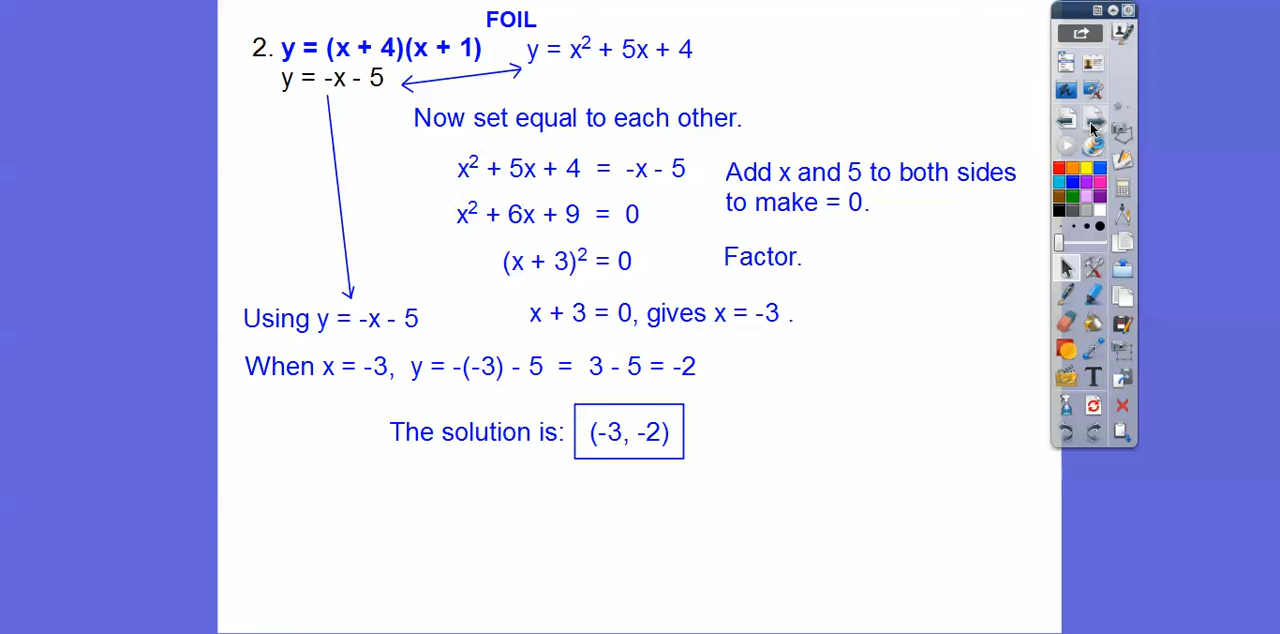 FOIL
2. y = (x + 4)(x + 1) y = x² + 5x + 4
y = -x - 5
Now set equal to each other.
x² + 5x + 4 = -x - 5 Add x and 5 to both sides
to make = 0.
x² + 6x + 9 = 0
(x + 3)² = 0 Factor.
Using y = -x - 5 x + 3 = 0, gives x = -3 .
When x = -3, y = -(-3) - 5 = 3 - 5 = -2
The solution is: (-3, -2)